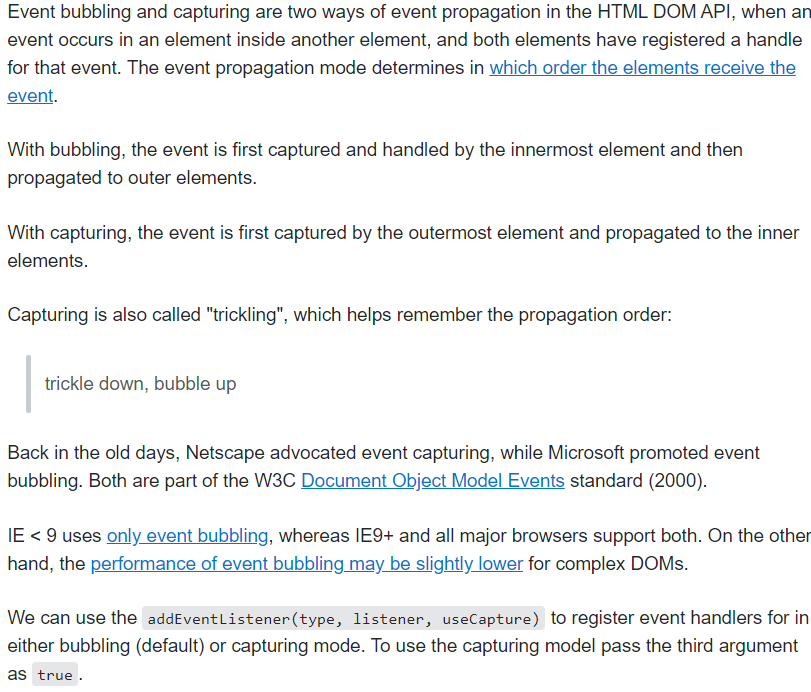 Event bubbling and capturing are two ways of event propagation in the HTML DOM API, when an
event occurs in an element inside another element, and both elements have registered a handle
for that event. The event propagation mode determines in which order the elements receive the
event.
With bubbling, the event is first captured and handled by the innermost element and then
propagated to outer elements.
With capturing, the event is first captured by the outermost element and propagated to the inner
elements.
Capturing is also called "trickling", which helps remember the propagation order:
trickle down, bubble up
Back in the old days, Netscape advocated event capturing, while Microsoft promoted event
bubbling. Both are part of the W3C Document Object Model Events standard (2000).
IE < 9 uses only event bubbling, whereas IE9+ and all major browsers support both. On the other
hand, the performance of event bubbling may be slightly lower for complex DOMs.
We can use the addEventListener(type, listener, useCapture) to register event handlers for in
either bubbling (default) or capturing mode. To use the capturing model pass the third argument
as true.